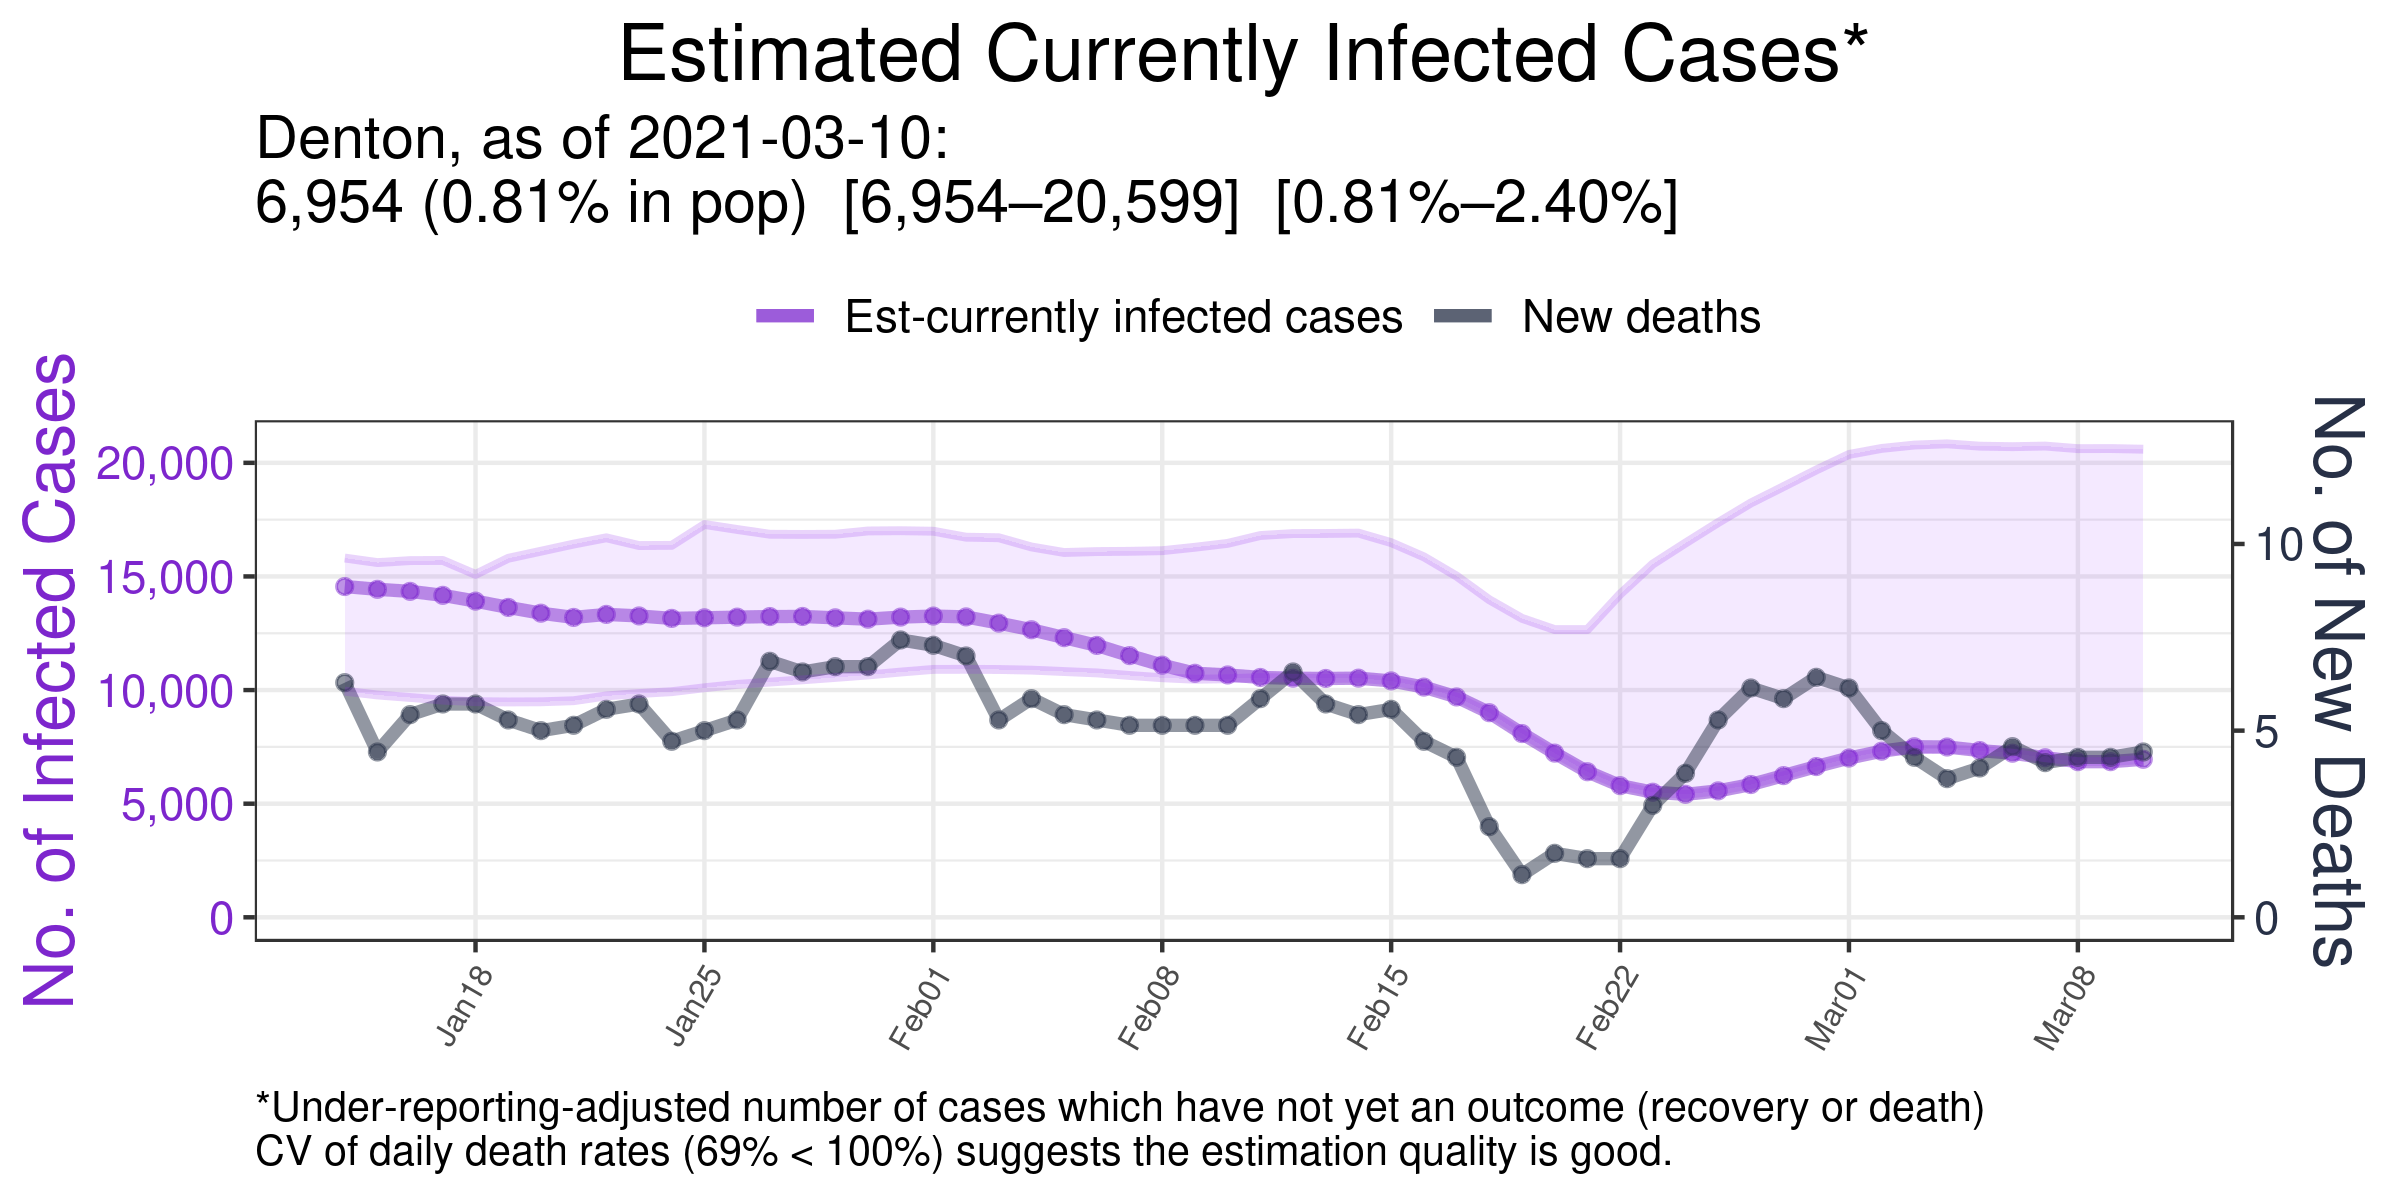 Estimated Currently Infected Cases*
Denton, as of 2021-03-10:
6,954 (0.81% in pop)  [6,954–20,599]  [0.81%–2.40%]
Est-currently infected cases
New deaths
No. of Infected Cases
20,000
15,000
10,000
5,000
0
No. of New Deaths
10
5
0
Jan18
Jan25
Feb01
Feb08
Feb15
Feb22
Mar01
Mar08
*Under-reporting-adjusted number of cases which have not yet an outcome (recovery or death)
CV of daily death rates (69% < 100%) suggests the estimation quality is good.